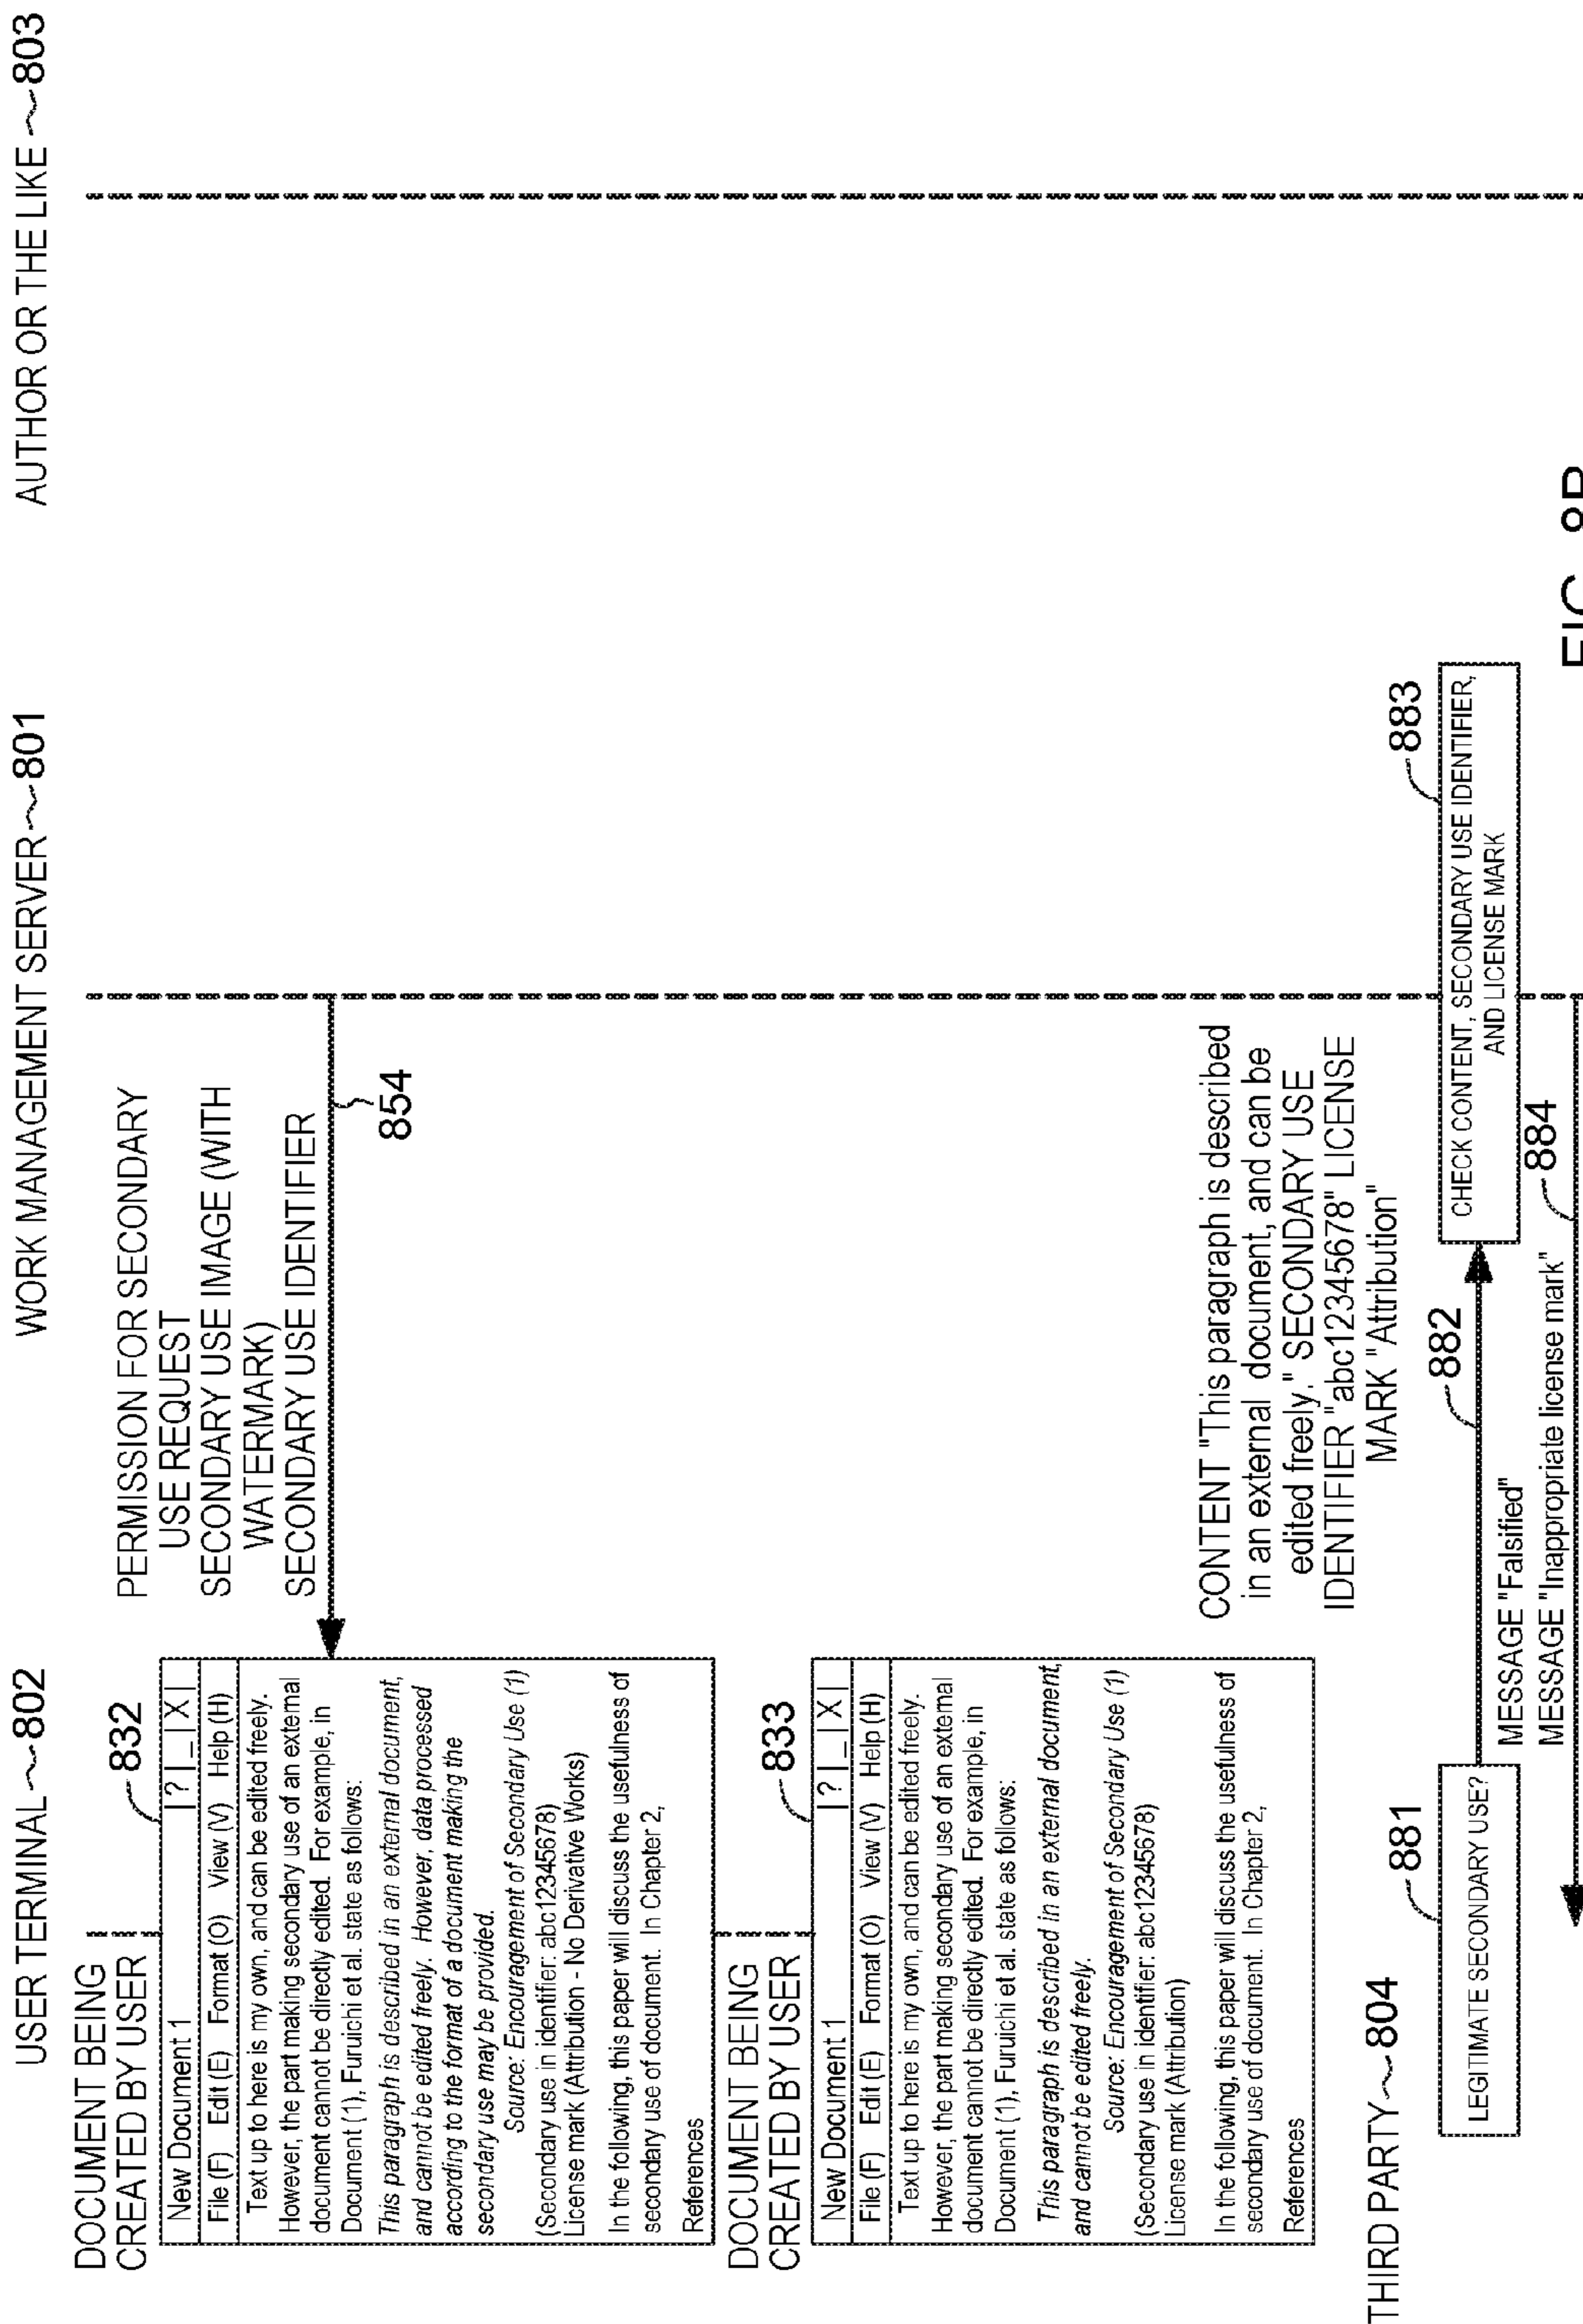 USER TERMINAL ~802
WORK MANAGEMENT SERVER~801
AUTHOR OR THE LIKE ~803
DOCUMENT BEING
CREATED BY USER
832
New Document 1 | ? | _ | X |
File (F) Edit (E) Format (O) View (V) Help (H)
Text up to here is my own, and can be edited freely.
However, the part making secondary use of an external
document cannot be directly edited. For example, in
Document (1), Furuichi et al. state as follows:
This paragraph is described in an external document,
and cannot be edited freely. However, data processed
according to the format of a document making the
secondary use may be provided.
Source: Encouragement of Secondary Use (1)
(Secondary use in identifier: abc12345678)
License mark (Attribution - No Derivative Works)
In the following, this paper will discuss the usefulness of
secondary use of document. In Chapter 2,
References
PERMISSION FOR SECONDARY
USE REQUEST
SECONDARY USE IMAGE (WITH
WATERMARK)
SECONDARY USE IDENTIFIER
854
DOCUMENT BEING
CREATED BY USER
833
New Document 1 | ? | _ | X |
File (F) Edit (E) Format (O) View (V) Help (H)
Text up to here is my own, and can be edited freely.
However, the part making secondary use of an external
document cannot be directly edited. For example, in
Document (1), Furuichi et al. state as follows:
This paragraph is described in an external document,
and cannot be edited freely.
Source: Encouragement of Secondary Use (1)
(Secondary use in identifier: abc12345678)
License mark (Attribution)
In the following, this paper will discuss the usefulness of
secondary use of document. In Chapter 2,
References
CONTENT "This paragraph is described
in an external document, and can be
edited freely." SECONDARY USE
IDENTIFIER "abc12345678" LICENSE
MARK "Attribution"
THIRD PARTY ~804
881
LEGITIMATE SECONDARY USE?
882
883
CHECK CONTENT, SECONDARY USE IDENTIFIER,
AND LICENSE MARK
MESSAGE "Falsified"
MESSAGE "Inappropriate license mark"
884